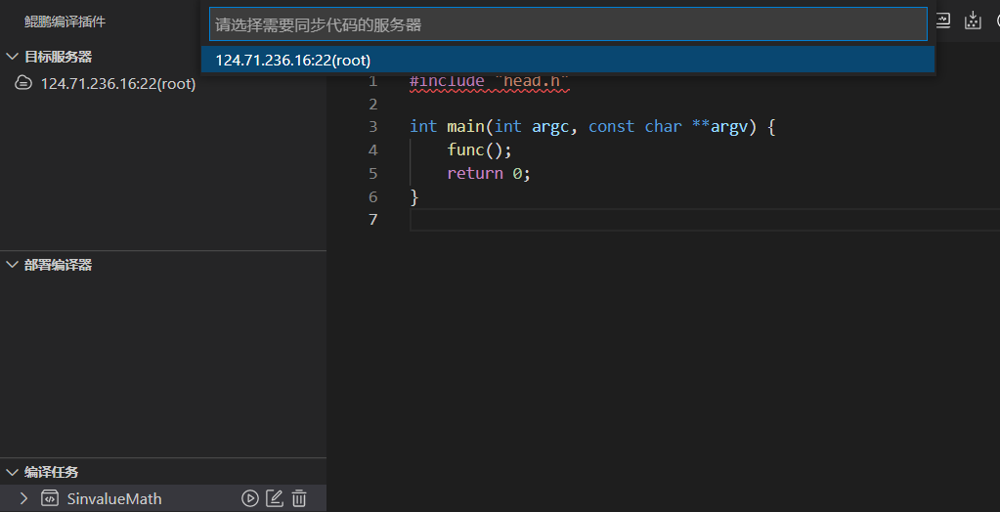 鲲鹏编译插件
请选择需要同步代码的服务器
124.71.236.16:22(root)
目标服务器
124.71.236.16:22(root)
部署编译器
编译任务
SinvalueMath
1 #include "head.h"
2
3 int main(int argc, const char **argv) {
4 func();
5 return 0;
6 }
7